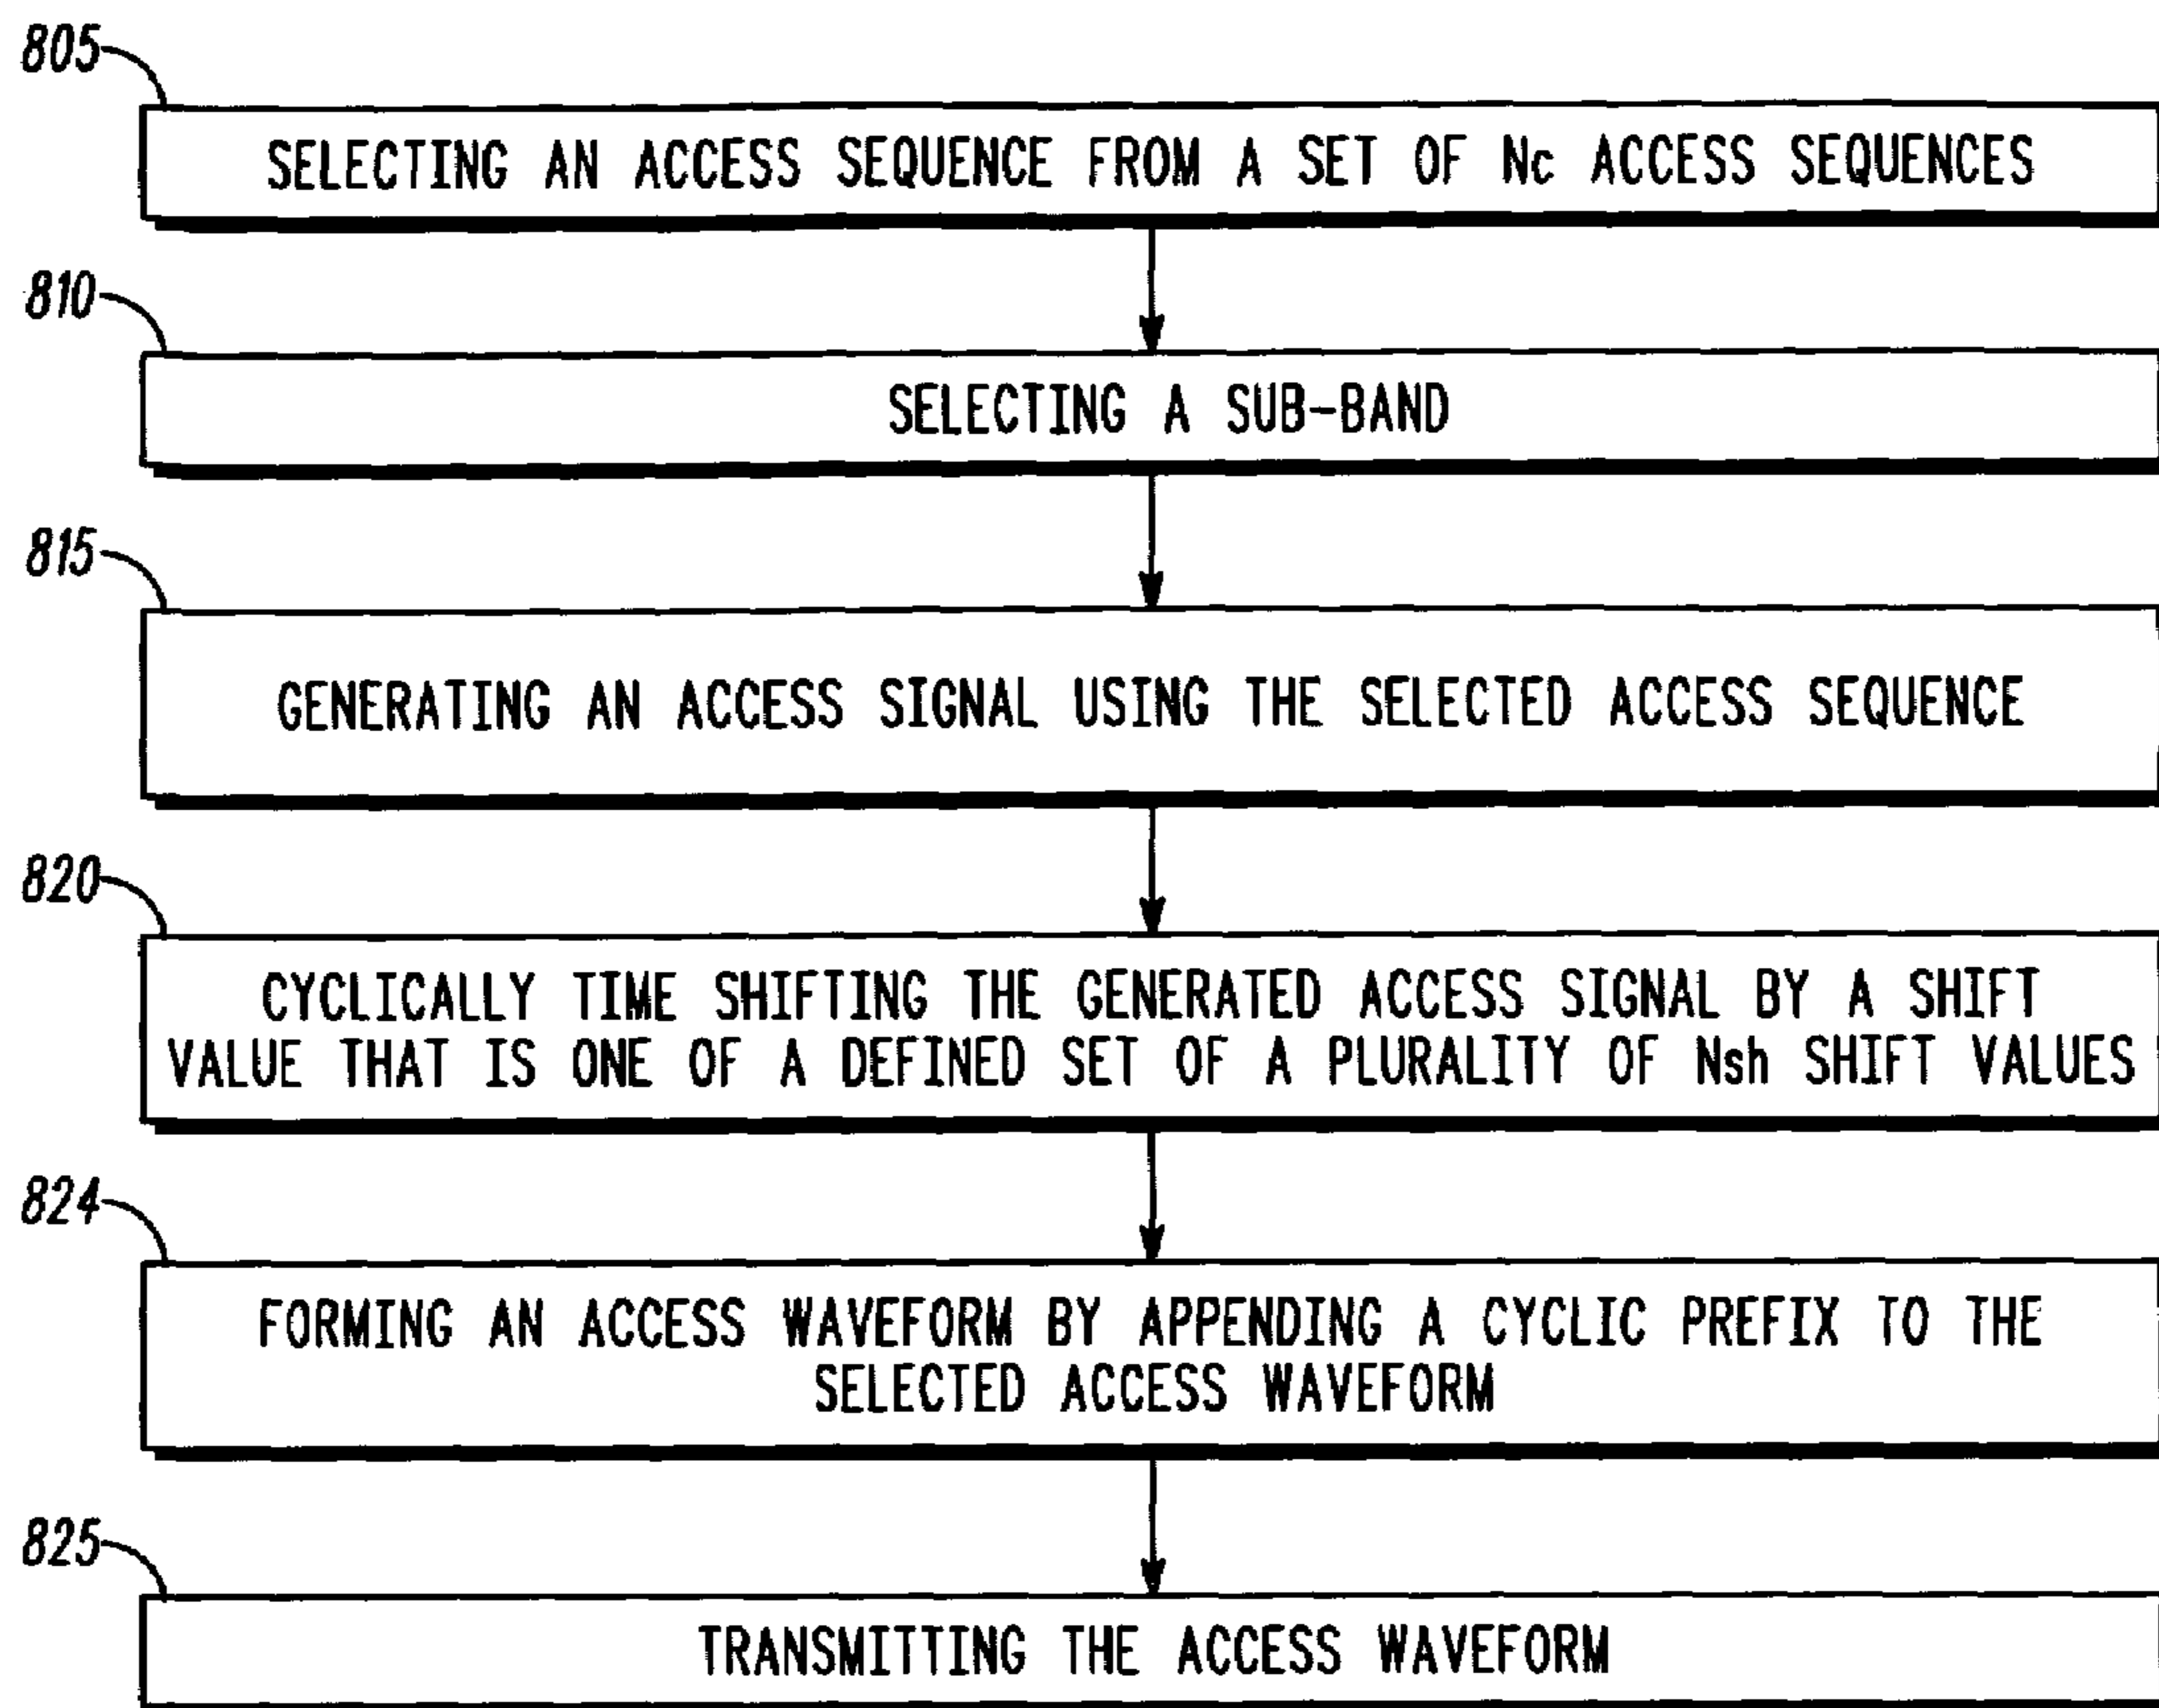 805
SELECTING AN ACCESS SEQUENCE FROM A SET OF Nc ACCESS SEQUENCES
810
SELECTING A SUB-BAND
815
GENERATING AN ACCESS SIGNAL USING THE SELECTED ACCESS SEQUENCE
820
CYCLICALLY TIME SHIFTING THE GENERATED ACCESS SIGNAL BY A SHIFT
VALUE THAT IS ONE OF A DEFINED SET OF A PLURALITY OF Nsh SHIFT VALUES
824
FORMING AN ACCESS WAVEFORM BY APPENDING A CYCLIC PREFIX TO THE
SELECTED ACCESS WAVEFORM
825
TRANSMITTING THE ACCESS WAVEFORM